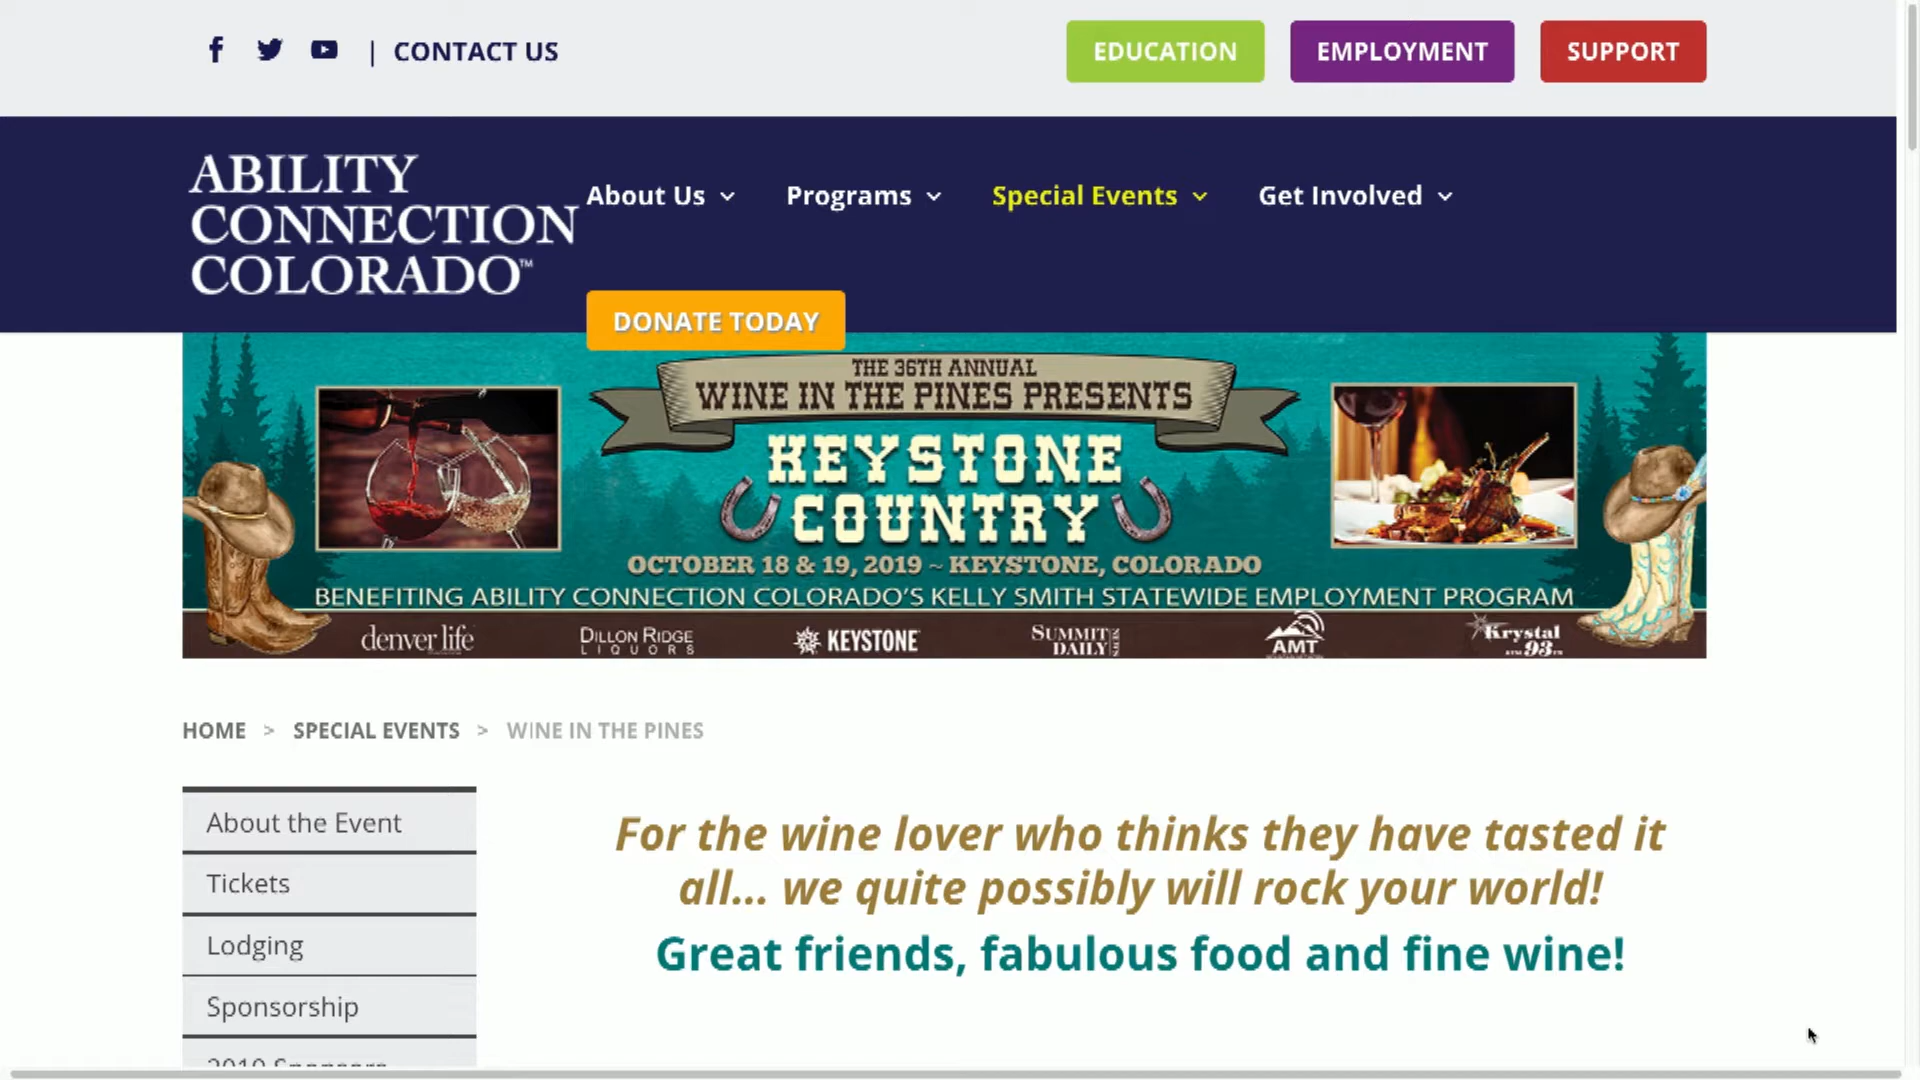 | CONTACT US
EDUCATION
EMPLOYMENT
SUPPORT
ABILITY
CONNECTION
COLORADO™
About Us
Programs
Special Events
Get Involved
DONATE TODAY
THE 36TH ANNUAL
WINE IN THE PINES PRESENTS
KEYSTONE
COUNTRY
OCTOBER 18 & 19, 2019 ~ KEYSTONE, COLORADO
BENEFITING ABILITY CONNECTION COLORADO'S KELLY SMITH STATEWIDE EMPLOYMENT PROGRAM
denver life
DILLON RIDGE
LIQUORS
KEYSTONE
SUMMIT
DAILY
AMT
Krystal
93
HOME > SPECIAL EVENTS > WINE IN THE PINES
About the Event
Tickets
Lodging
Sponsorship
2019 Sponsors
For the wine lover who thinks they have tasted it
all... we quite possibly will rock your world!
Great friends, fabulous food and fine wine!